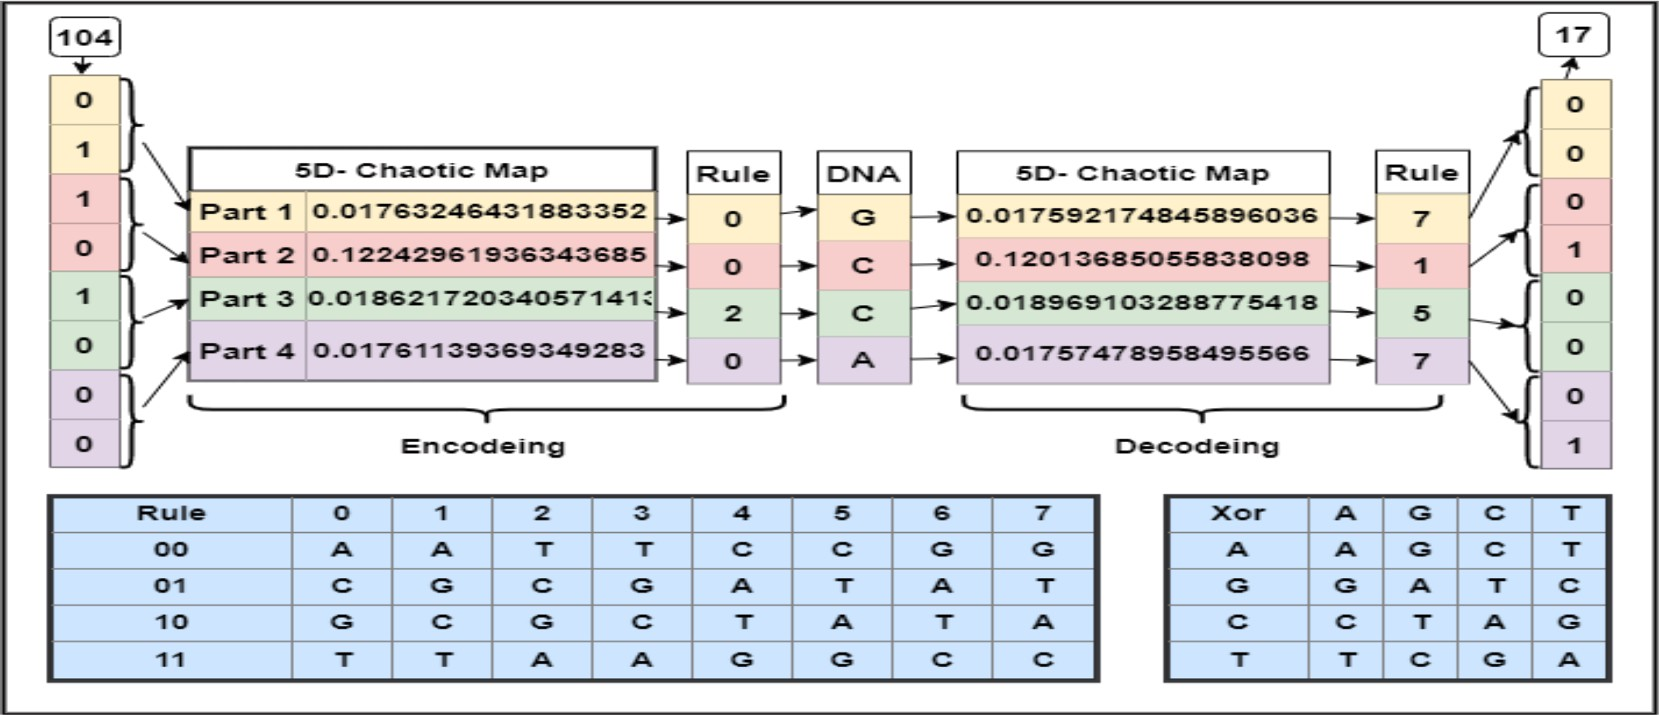 104
17
0
1
1
0
1
0
0
0
5D- Chaotic Map
Part 1 0.01763246431883352
Part 2 0.12242961936343685
Part 3 0.018621720340571413
Part 4 0.01761139369349283
Rule
0
0
2
0
DNA
G
C
C
A
5D- Chaotic Map
0.017592174845896036
0.12013685055838098
0.018969103288775418
0.01757478958495566
Rule
7
1
5
7
0
0
0
1
0
0
0
1
Encodeing
Decodeing
Rule 0 1 2 3 4 5 6 7
00 A A T T C C G G
01 C G C G A T A T
10 G C G C T A T A
11 T T A A G G C C
Xor A G C T
A A G C T
G G A T C
C C T A G
T T C G A